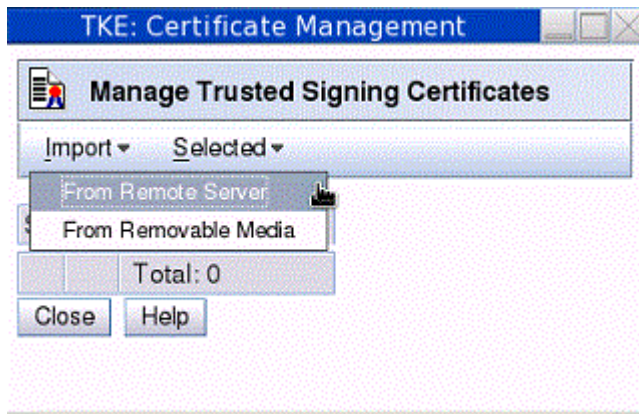 TKE: Certificate Management
Manage Trusted Signing Certificates
Import Selected
From Remote Server
From Removable Media
Total: 0
Close Help